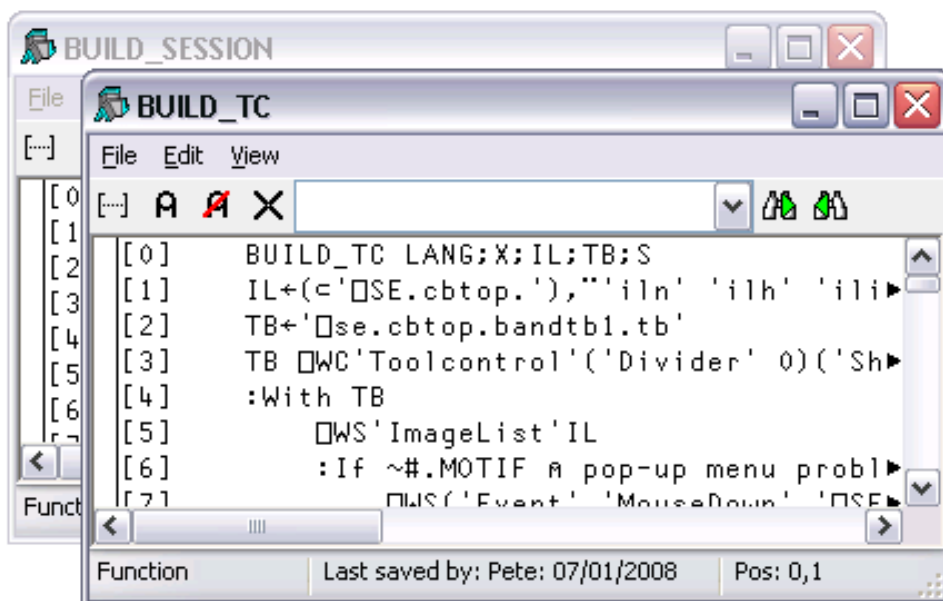 BUILD_SESSION
File
BUILD_TC
File Edit View
[0] BUILD_TC LANG;X;IL;TB;S
[1] IL←(⊂'⎕SE.cbtop.'),¨'iln' 'ilh' 'ili
[2] TB←'⎕se.cbtop.bandtb1.tb'
[3] TB ⎕WC'Toolcontrol'('Divider' 0)('Sh
[4] :With TB
[5] ⎕WS'ImageList'IL
[6] :If ~#.MOTIF ⍝ pop-up menu probl
[7] ⎕WS('Event' 'MouseDown' '⎕SE
Function Last saved by: Pete: 07/01/2008 Pos: 0,1